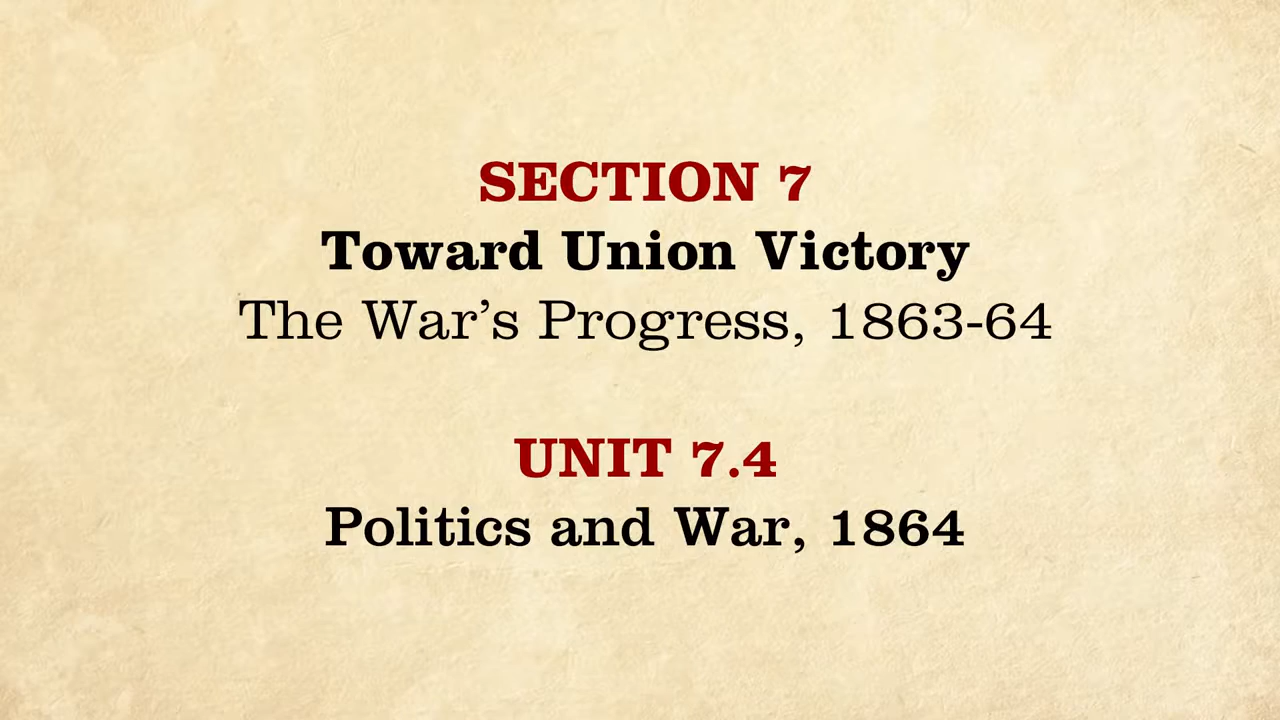 SECTION 7
Toward Union Victory
The War’s Progress, 1863-64
UNIT 7.4
Politics and War, 1864